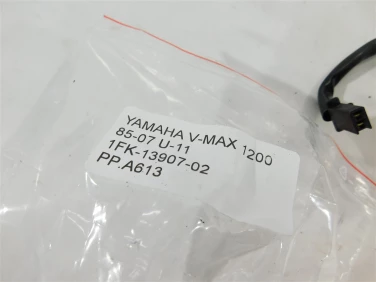 YAMAHA V-MAX 1200
85-07 U-11
1FK-13907-02
PP.A613